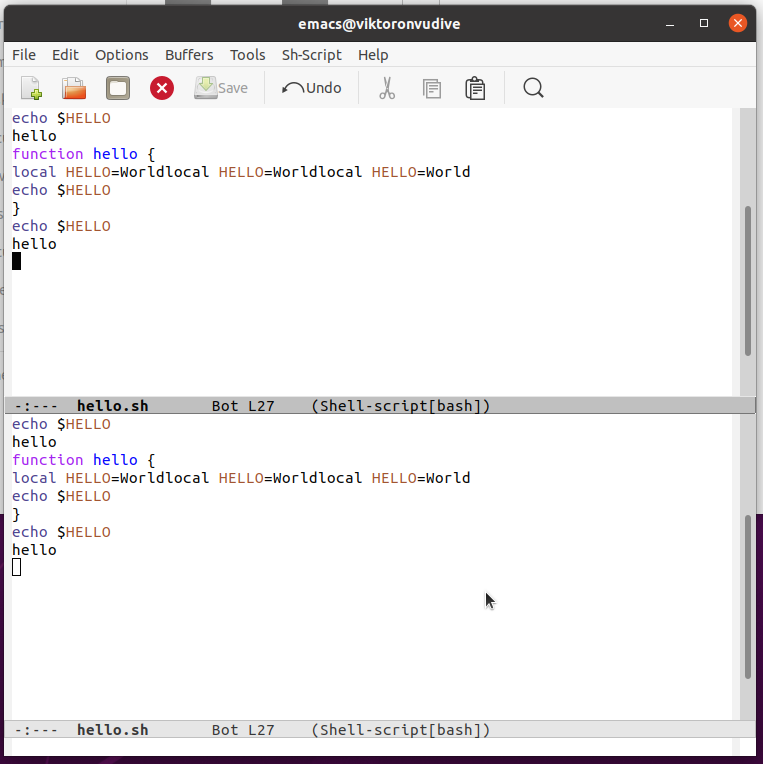 emacs@viktoronvudive
File Edit Options Buffers Tools Sh-Script Help
Save Undo
echo $HELLO
hello
function hello {
local HELLO=Worldlocal HELLO=Worldlocal HELLO=World
echo $HELLO
}
echo $HELLO
hello
-:--- hello.sh Bot L27 (Shell-script[bash])
echo $HELLO
hello
function hello {
local HELLO=Worldlocal HELLO=Worldlocal HELLO=World
echo $HELLO
}
echo $HELLO
hello
-:--- hello.sh Bot L27 (Shell-script[bash])